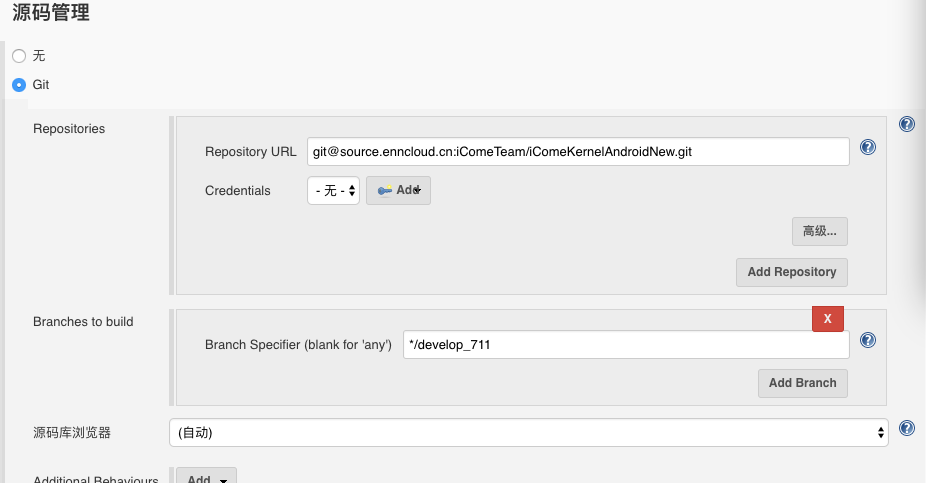 源码管理
无
Git
Repositories
Repository URL git@source.enncloud.cn:iComeTeam/iComeKernelAndroidNew.git
Credentials - 无 - Add
高级...
Add Repository
Branches to build
X
Branch Specifier (blank for 'any') */develop_711
Add Branch
源码库浏览器 (自动)
Additional Behaviours Add